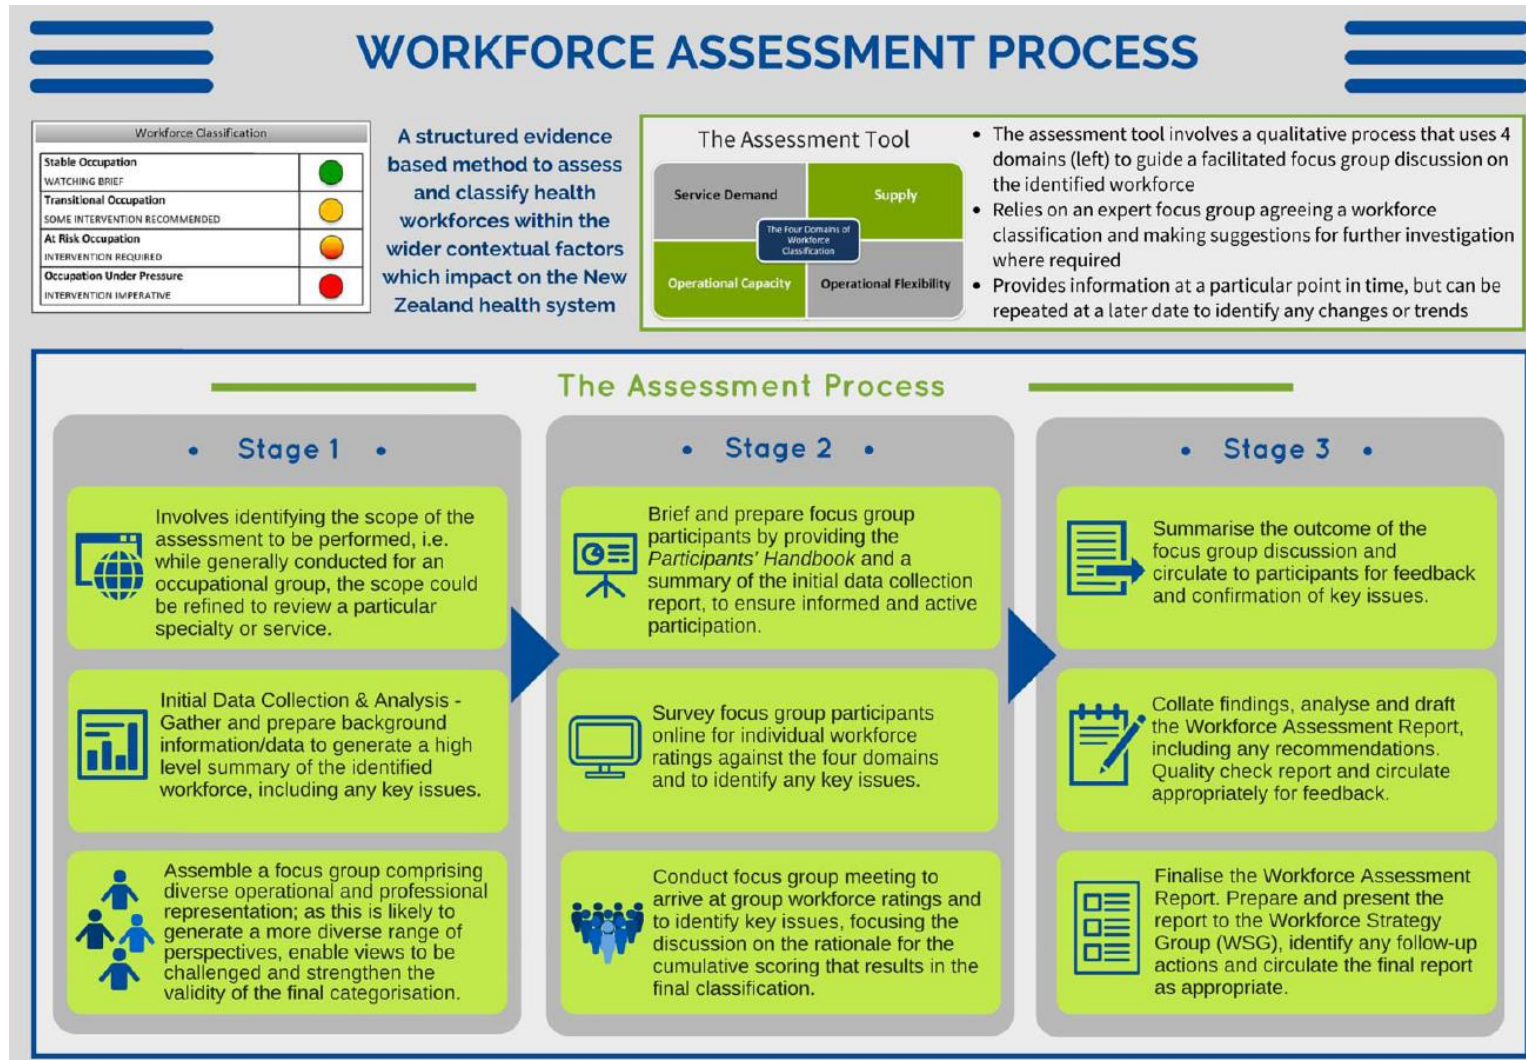 WORKFORCE ASSESSMENT PROCESS
Workforce Classification
Stable Occupation
WATCHING BRIEF
Transitional Occupation
SOME INTERVENTION RECOMMENDED
At Risk Occupation
INTERVENTION REQUIRED
Occupation Under Pressure
INTERVENTION IMPERATIVE
A structured evidence
based method to assess
and classify health
workforces within the
wider contextual factors
which impact on the New
Zealand health system
The Assessment Tool
Service Demand
Supply
The Four Domains of
Workforce
Classification
Operational Capacity
Operational Flexibility
• The assessment tool involves a qualitative process that uses 4
domains (left) to guide a facilitated focus group discussion on
the identified workforce
• Relies on an expert focus group agreeing a workforce
classification and making suggestions for further investigation
where required
• Provides information at a particular point in time, but can be
repeated at a later date to identify any changes or trends
The Assessment Process
• Stage 1 •
Involves identifying the scope of the
assessment to be performed, i.e.
while generally conducted for an
occupational group, the scope could
be refined to review a particular
specialty or service.
Initial Data Collection & Analysis -
Gather and prepare background
information/data to generate a high
level summary of the identified
workforce, including any key issues.
Assemble a focus group comprising
diverse operational and professional
representation; as this is likely to
generate a more diverse range of
perspectives, enable views to be
challenged and strengthen the
validity of the final categorisation.
• Stage 2 •
Brief and prepare focus group
participants by providing the
Participants' Handbook and a
summary of the initial data collection
report, to ensure informed and active
participation.
Survey focus group participants
online for individual workforce
ratings against the four domains
and to identify any key issues.
Conduct focus group meeting to
arrive at group workforce ratings and
to identify key issues, focusing the
discussion on the rationale for the
cumulative scoring that results in the
final classification.
• Stage 3 •
Summarise the outcome of the
focus group discussion and
circulate to participants for feedback
and confirmation of key issues.
Collate findings, analyse and draft
the Workforce Assessment Report,
including any recommendations.
Quality check report and circulate
appropriately for feedback.
Finalise the Workforce Assessment
Report. Prepare and present the
report to the Workforce Strategy
Group (WSG), identify any follow-up
actions and circulate the final report
as appropriate.